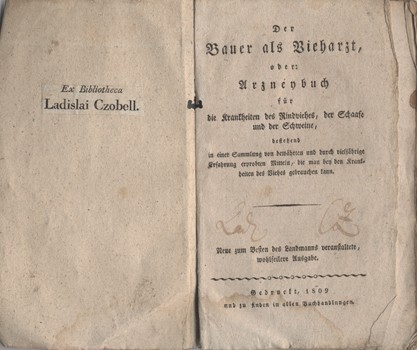 Ex Bibliotheca
Ladislai Czobell.
Der
Bauer als Vieharzt,
oder:
Arzneybuch
für
die Krankheiten des Rindviehes, der Schaafe
und der Schweine,
bestehend
in einer Sammlung von bewährten und durch vieljährige
Erfahrung erprobten Mitteln, die man bey den Krank-
heiten des Viehes gebrauchen kann.
Neue zum Besten des Landmanns veranstaltete,
wohlfeilere Ausgabe.
Gedruckt, 1809
und zu finden in allen Buchhandlungen.